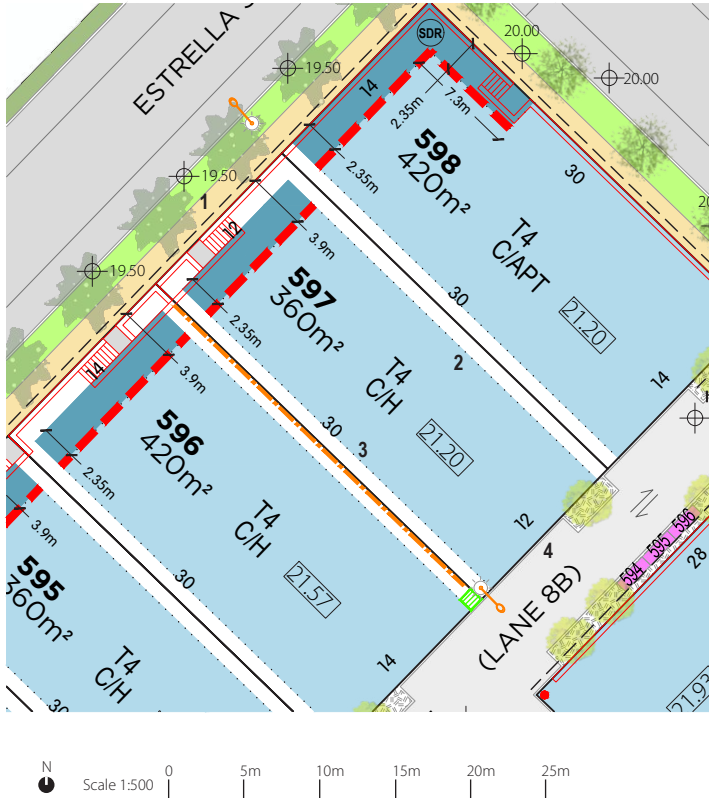 ESTRELLA
SDR
20.00
20.00
19.50
14
2.35m
7.3m
598
420m²
30
2.35m
19.50
1
T4
C/APT
12
3.9m
21.20
597
360m²
30
19.50
2.35m
2
T4
C/H
14
3.9m
14
596
420m²
30
3
21.20
2.35m
T4
C/H
12
3.9m
4
594 595 596
28
595
360m²
30
21.57
(LANE 8B)
T4
C/H
14
30
21.93
N
Scale 1:500
0 5m 10m 15m 20m 25m